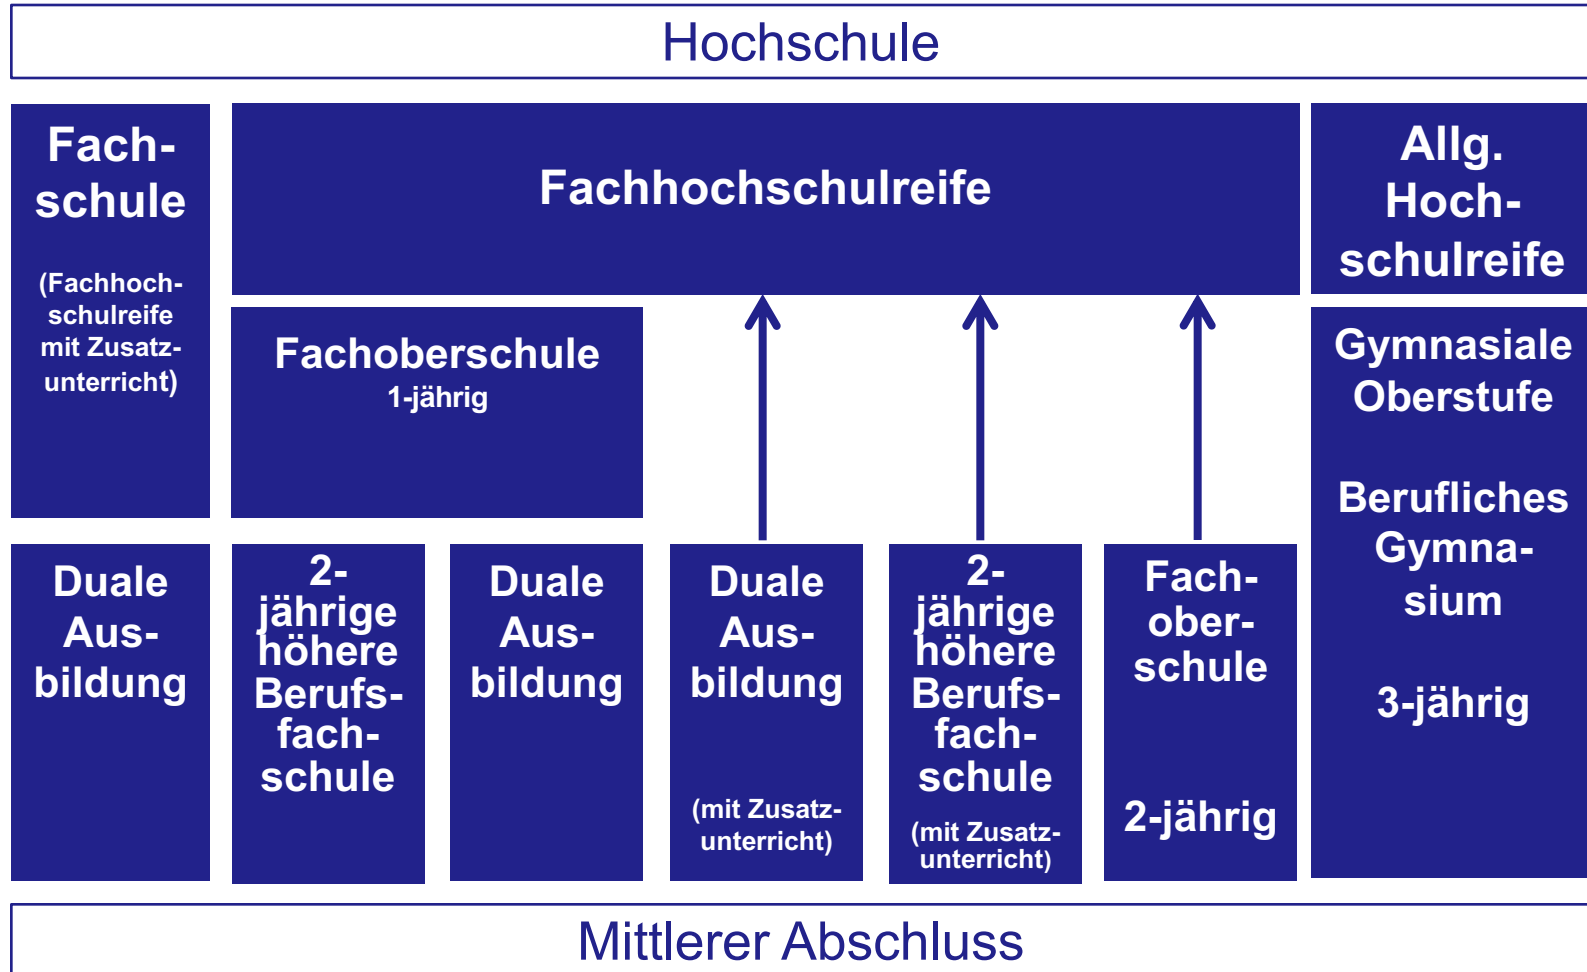 Hochschule
Fach-
schule
(Fachhoch-
schulreife
mit Zusatz-
unterricht)
Fachhochschulreife
Allg.
Hoch-
schulreife
Fachoberschule
1-jährig
Gymnasiale
Oberstufe
Berufliches
Gymna-
sium
3-jährig
Duale
Aus-
bildung
2-
jährige
höhere
Berufs-
fach-
schule
Duale
Aus-
bildung
Duale
Aus-
bildung
(mit Zusatz-
unterricht)
2-
jährige
höhere
Berufs-
fach-
schule
(mit Zusatz-
unterricht)
Fach-
ober-
schule
2-jährig
Mittlerer Abschluss